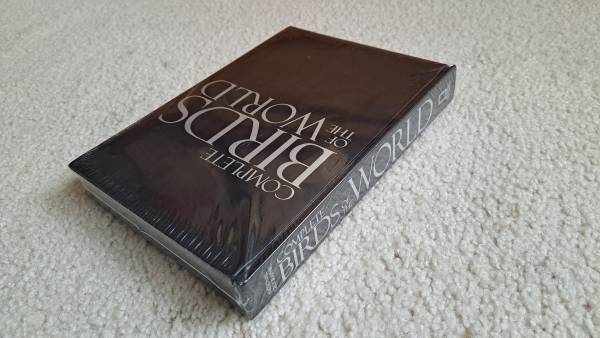 COMPLETE
BIRDS
OF THE
WORLD
COMPLETE
BIRDS OF THE WORLD